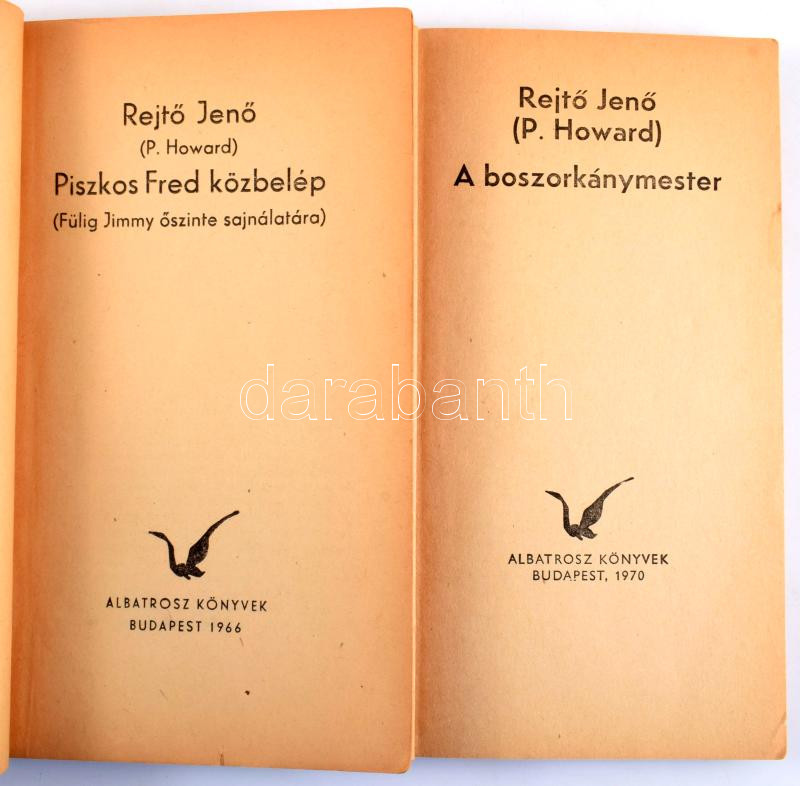 Rejtő Jenő
(P. Howard)
Piszkos Fred közbelép
(Fülig Jimmy őszinte sajnálatára)
ALBATROSZ KÖNYVEK
BUDAPEST 1966
Rejtő Jenő
(P. Howard)
A boszorkánymester
ALBATROSZ KÖNYVEK
BUDAPEST, 1970
darabanth